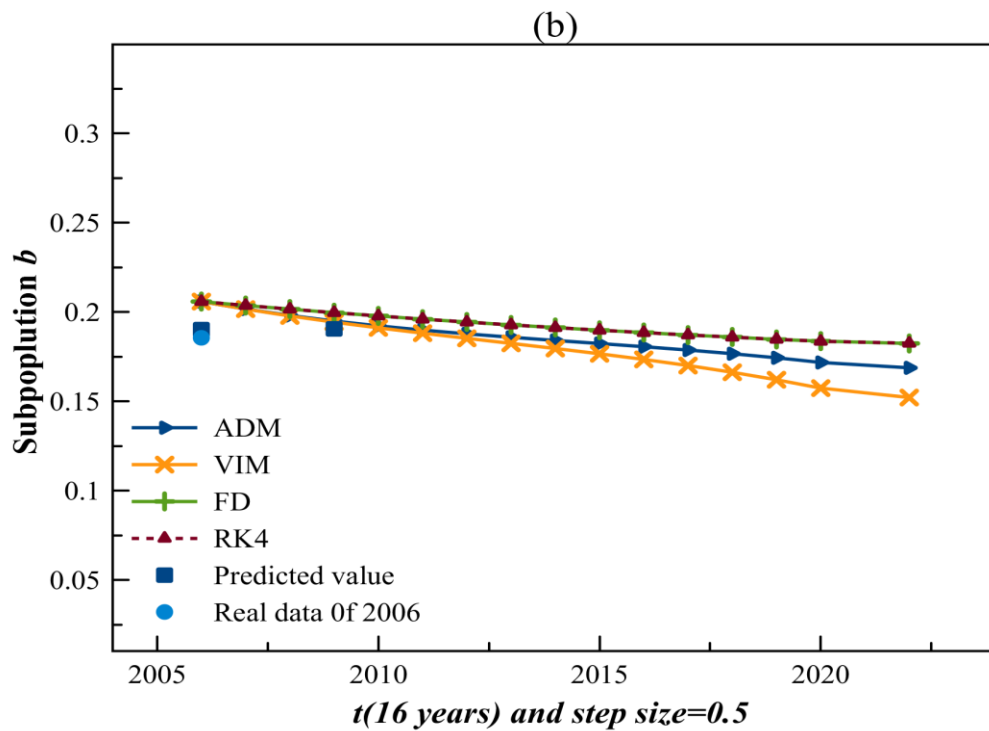 (b)
Subpoplution b
0.3
0.25
0.2
0.15
0.1
0.05
ADM
VIM
FD
RK4
Predicted value
Real data 0f 2006
2005 2010 2015 2020
t(16 years) and step size=0.5